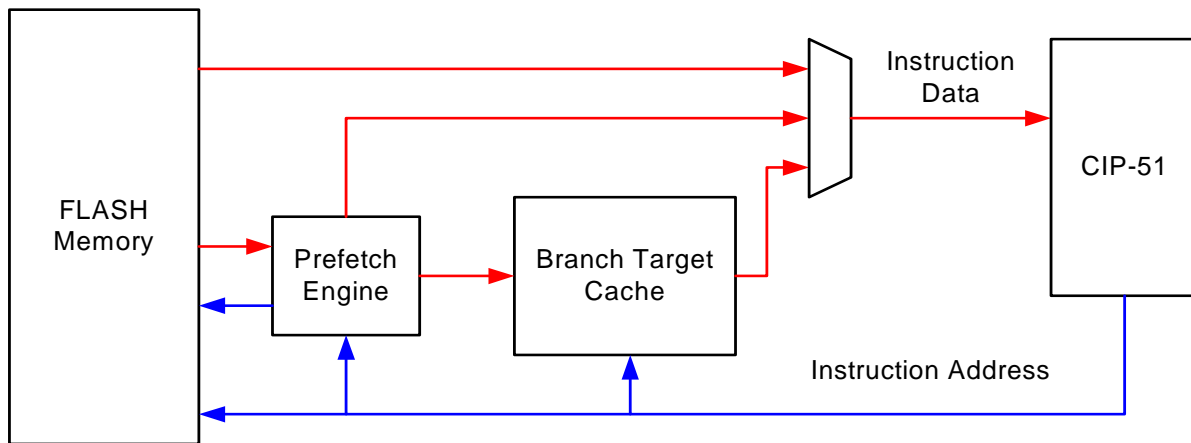 Instruction
Data
CIP-51
FLASH
Memory
Prefetch
Engine
Branch Target
Cache
Instruction Address